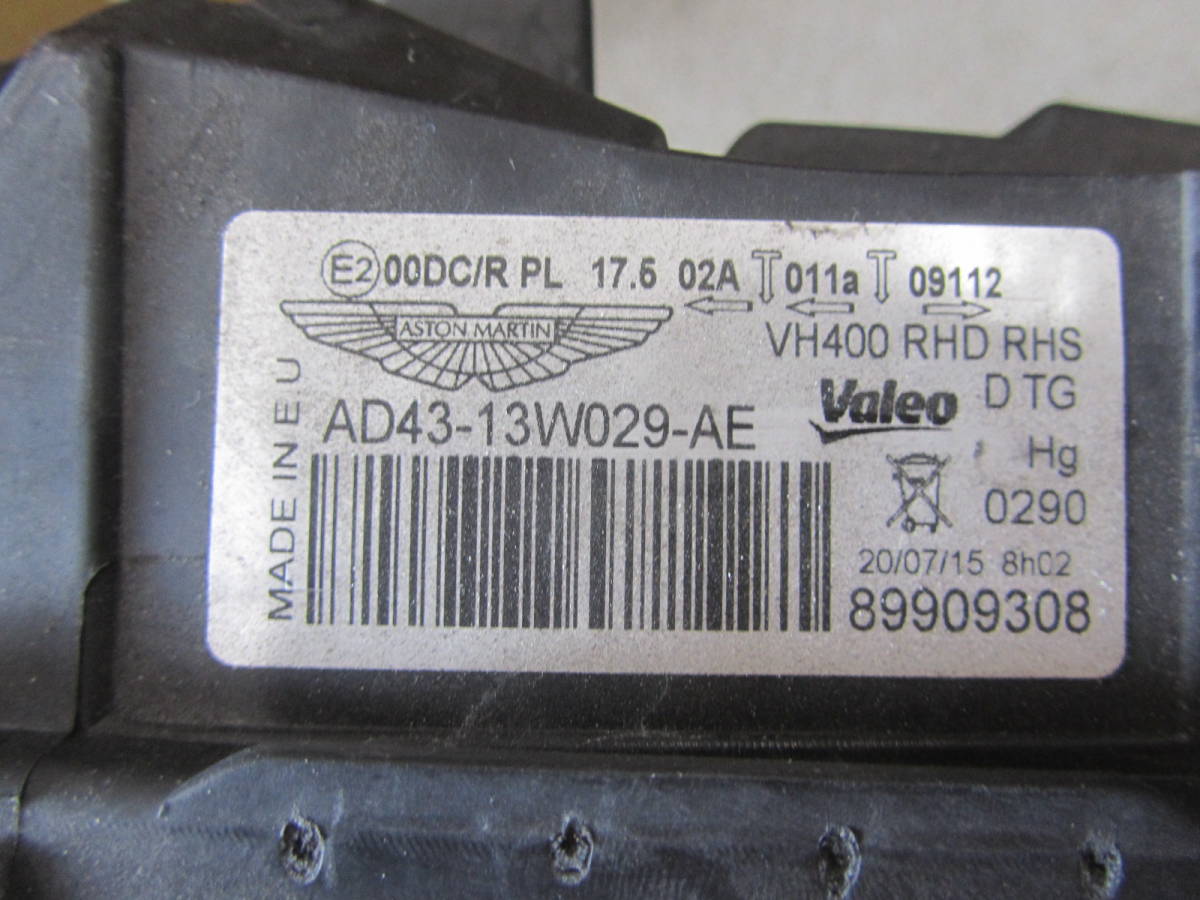 E2 00DC/R PL 17.5 02A 011a 09112
ASTON MARTIN
VH400 RHD RHS
MADE IN E.U
AD43-13W029-AE
Valeo
D TG
Hg
0290
20/07/15 8h02
89909308